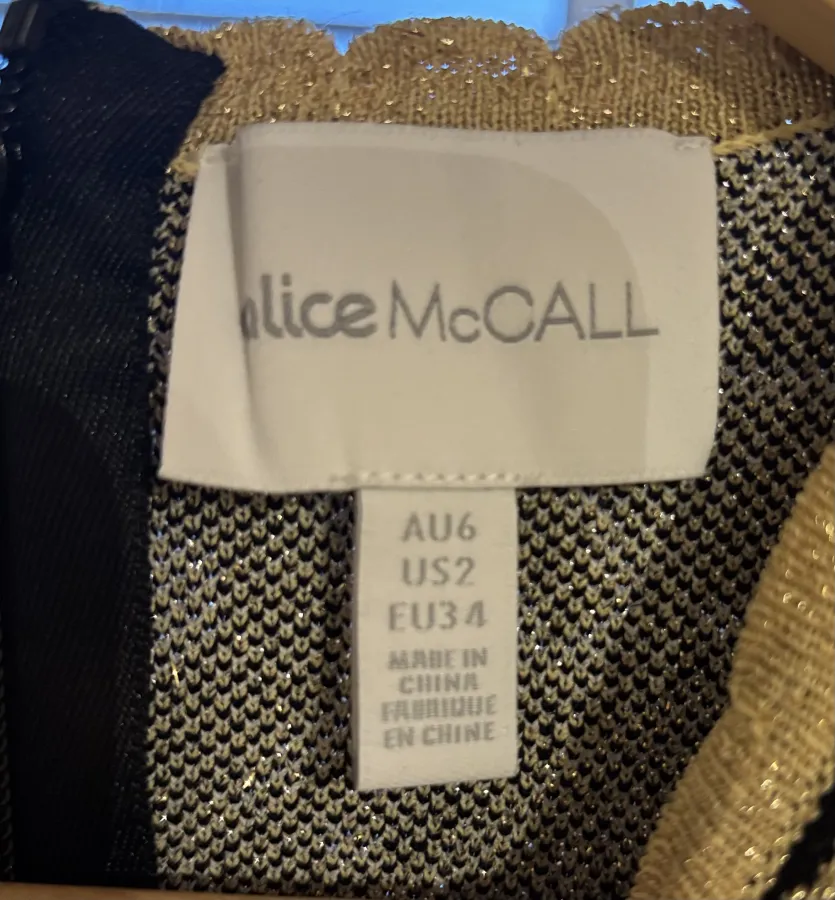 alice McCALL
AU6
US2
EU34
MADE IN
CHINA
FABRIQUE
EN CHINE